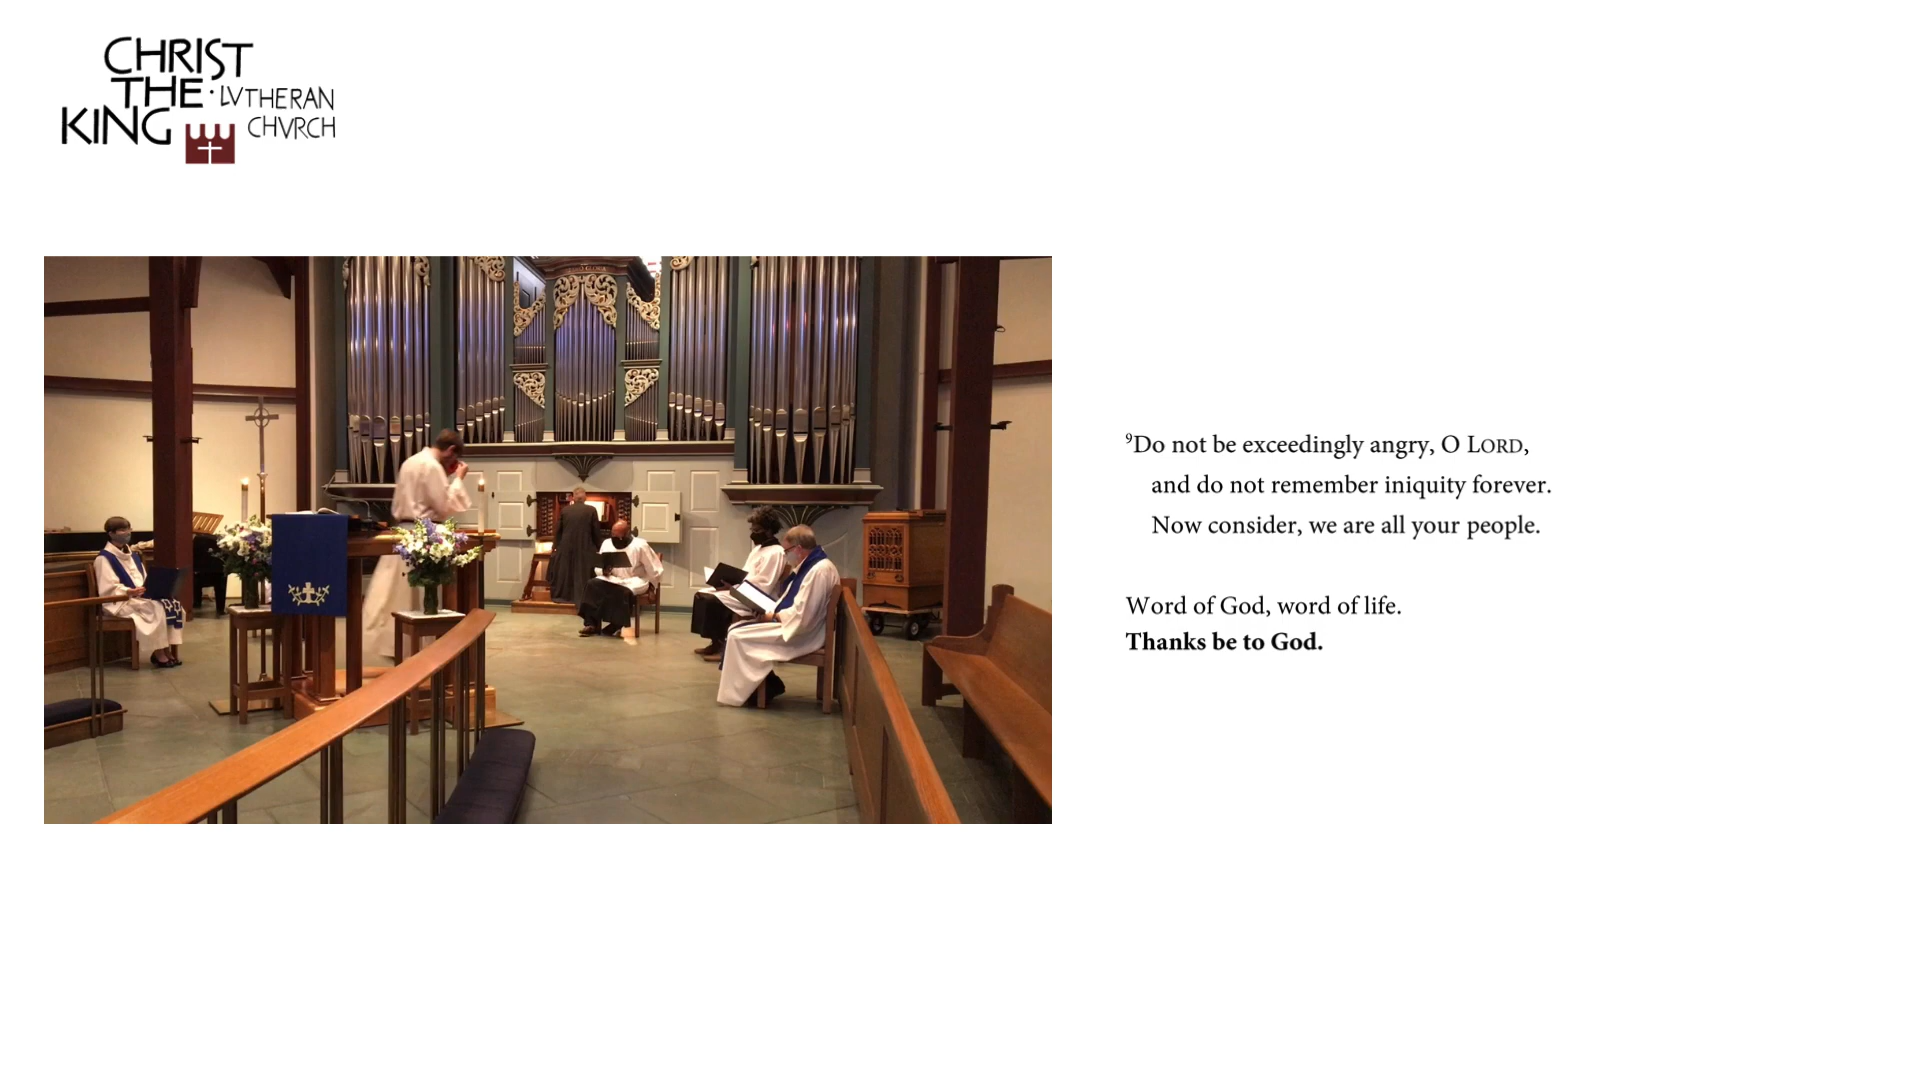 CHRIST
THE · LVTHERAN
KING CHVRCH
⁹Do not be exceedingly angry, O LORD,
and do not remember iniquity forever.
Now consider, we are all your people.
Word of God, word of life.
Thanks be to God.